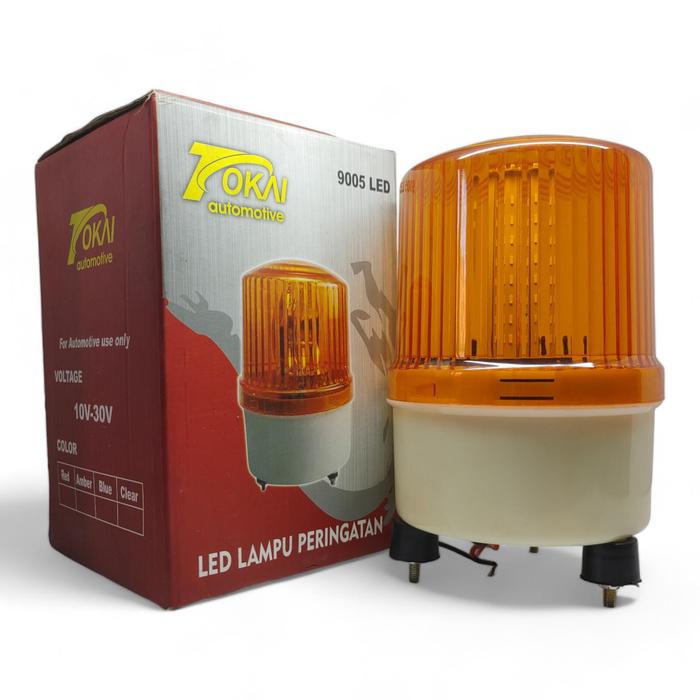 TOKAI
automotive
For Automotive use only
VOLTAGE
10V-30V
COLOR
Red Amber Blue Clear
TOKAI
automotive
9005 LED
LED LAMPU PERINGATAN